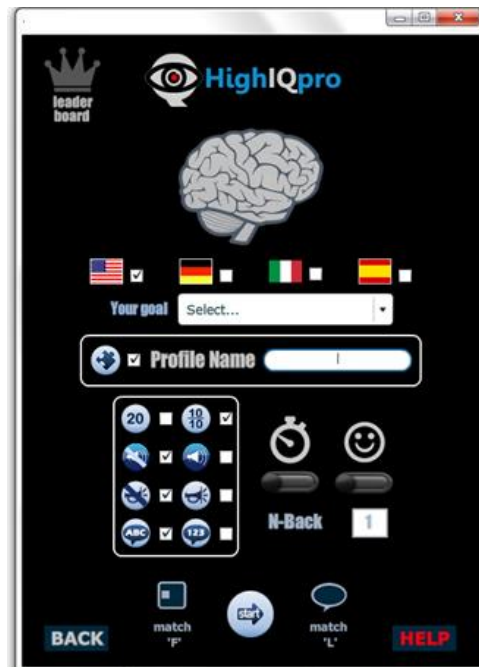 HighIQpro
leader
board
Your goal Select...
Profile Name
20 10/10
ABC 123
N-Back 1
start
match
'F'
match
'L'
BACK
HELP